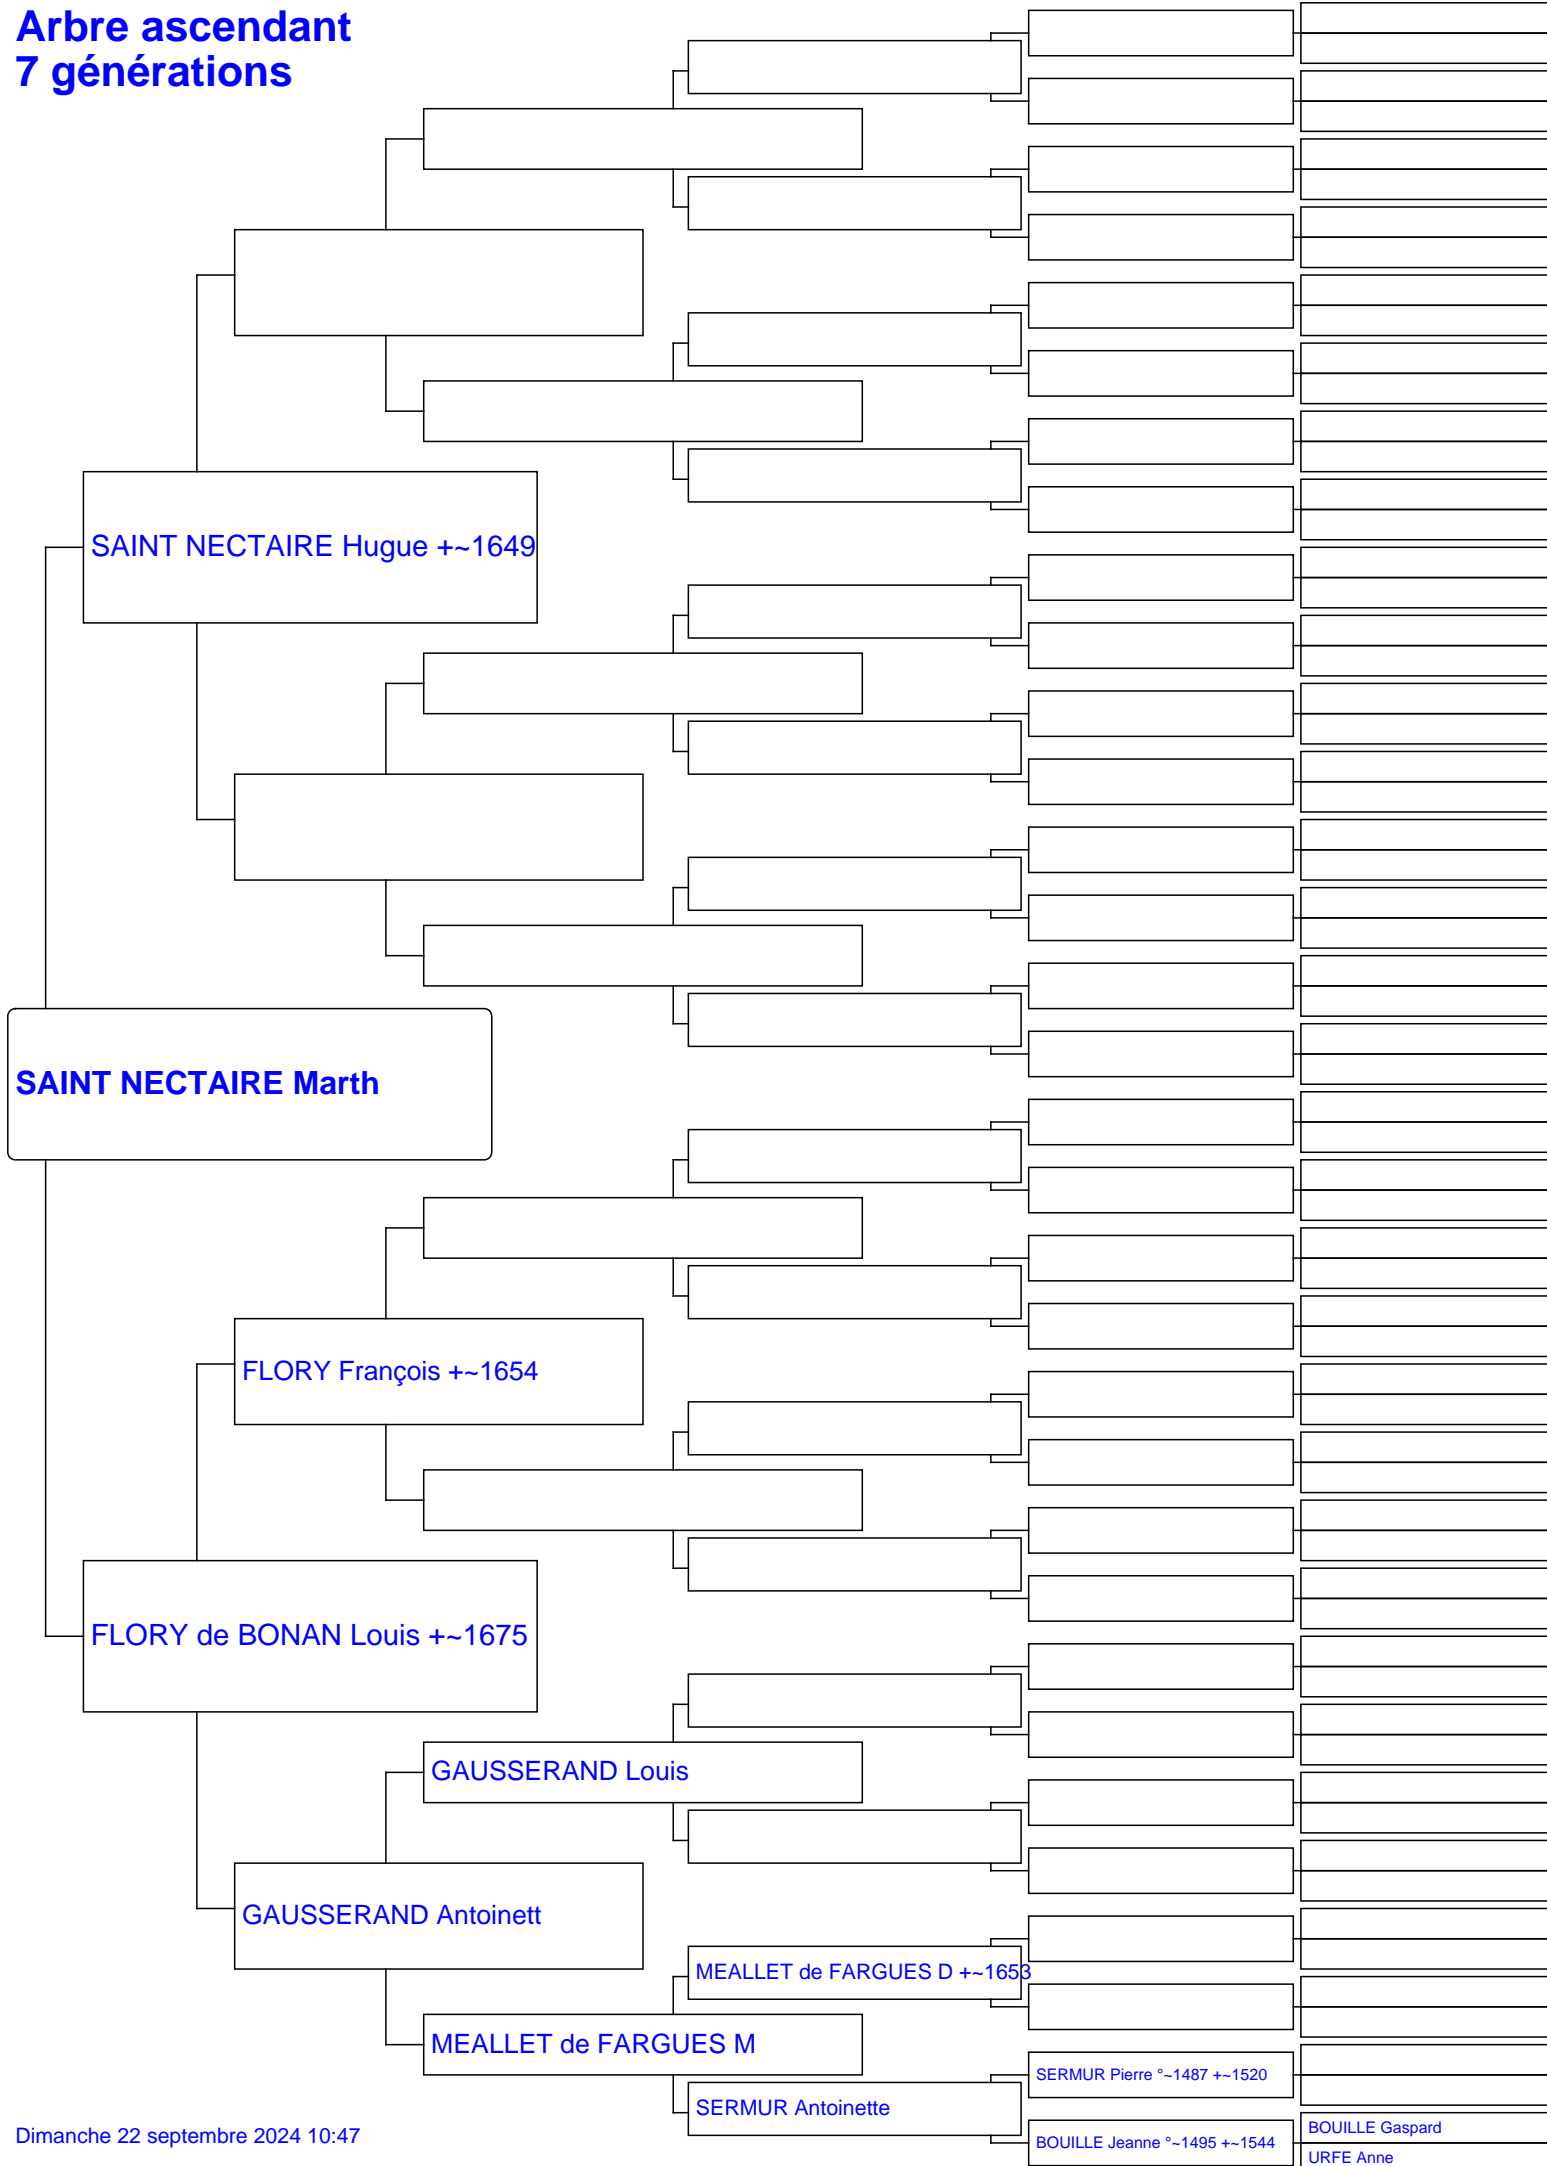 Arbre ascendant
7 générations
SAINT NECTAIRE Hugue +~1649
SAINT NECTAIRE Marth
FLORY François +~1654
FLORY de BONAN Louis +~1675
GAUSSERAND Louis
GAUSSERAND Antoinett
MEALLET de FARGUES D +~1653
MEALLET de FARGUES M
SERMUR Pierre °~1487 +~1520
SERMUR Antoinette
BOUILLE Gaspard
BOUILLE Jeanne °~1495 +~1544
URFE Anne
Dimanche 22 septembre 2024 10:47